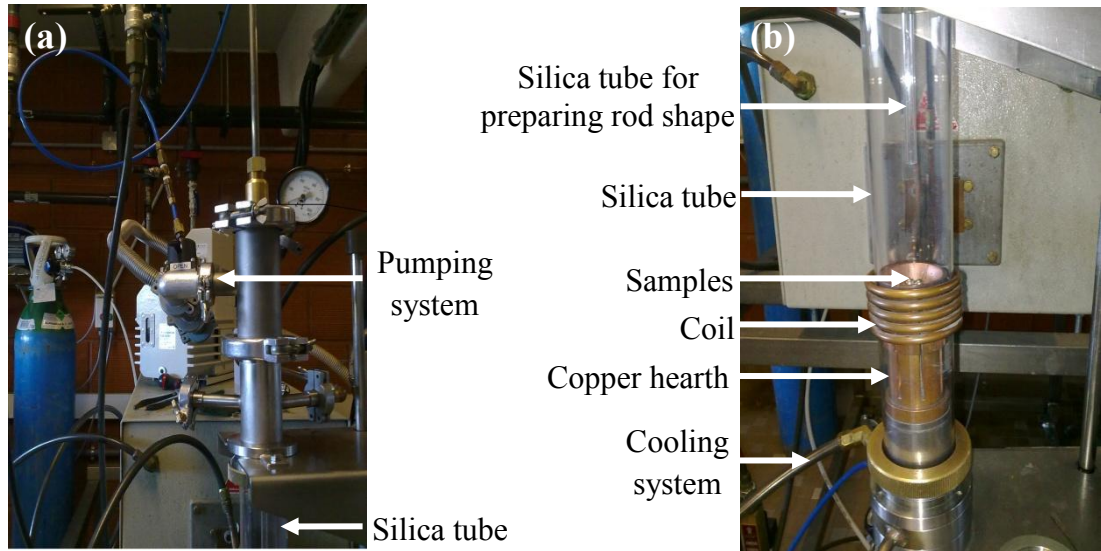 (a)
Pumping
system
Silica tube
(b)
Silica tube for
preparing rod shape
Silica tube
Samples
Coil
Copper hearth
Cooling
system